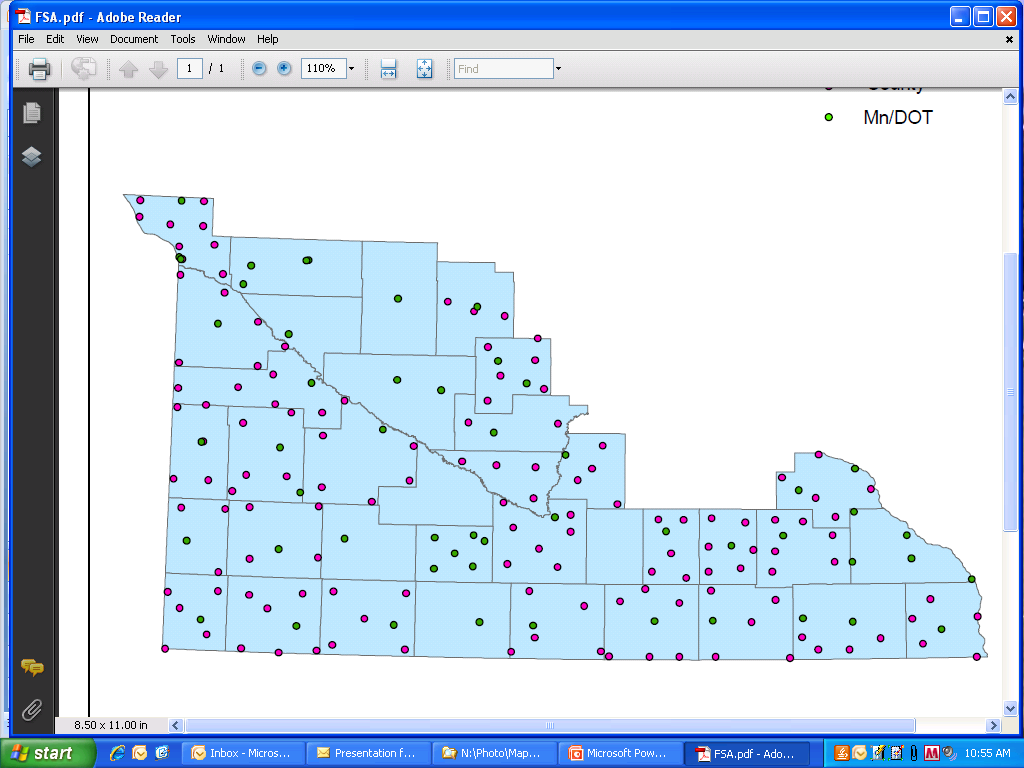 FSA.pdf - Adobe Reader
File Edit View Document Tools Window Help
1 / 1 110% Find
County
Mn/DOT
8.50 x 11.00 in
start Inbox - Micros... Presentation f... N:\Photo\Map... Microsoft Pow... FSA.pdf - Ado... 10:55 AM